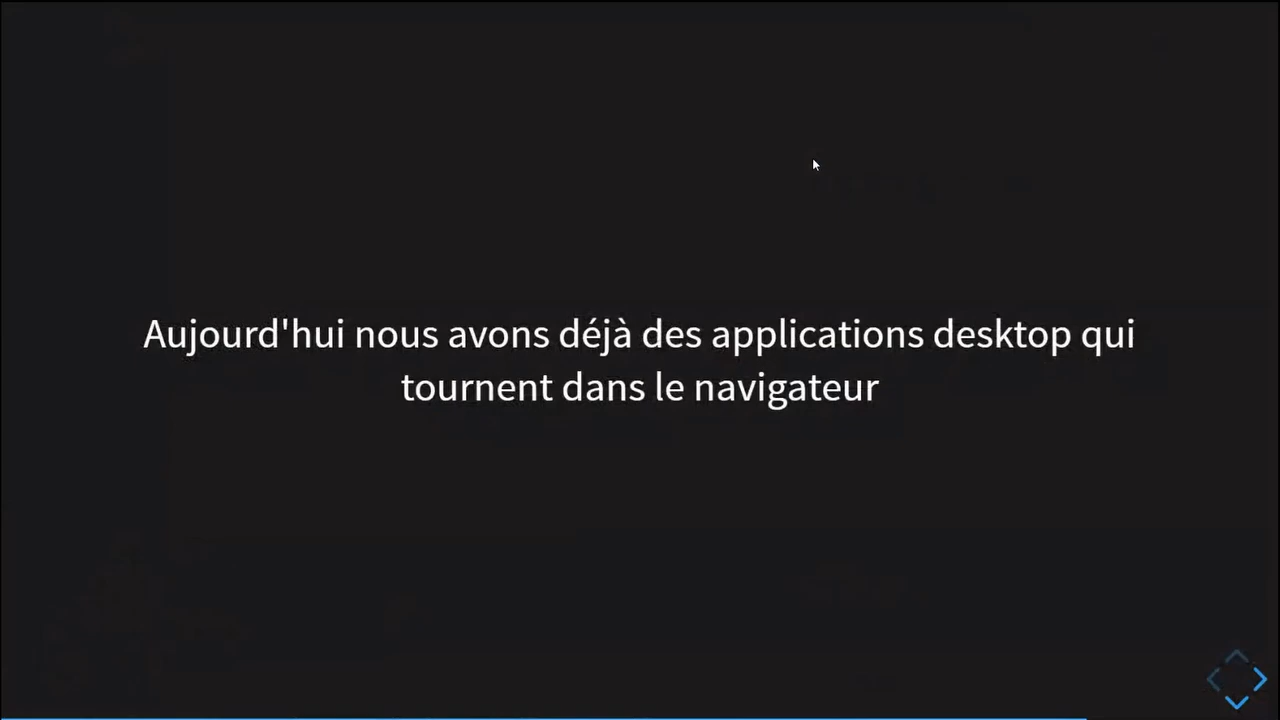 Aujourd'hui nous avons déjà des applications desktop qui
tournent dans le navigateur